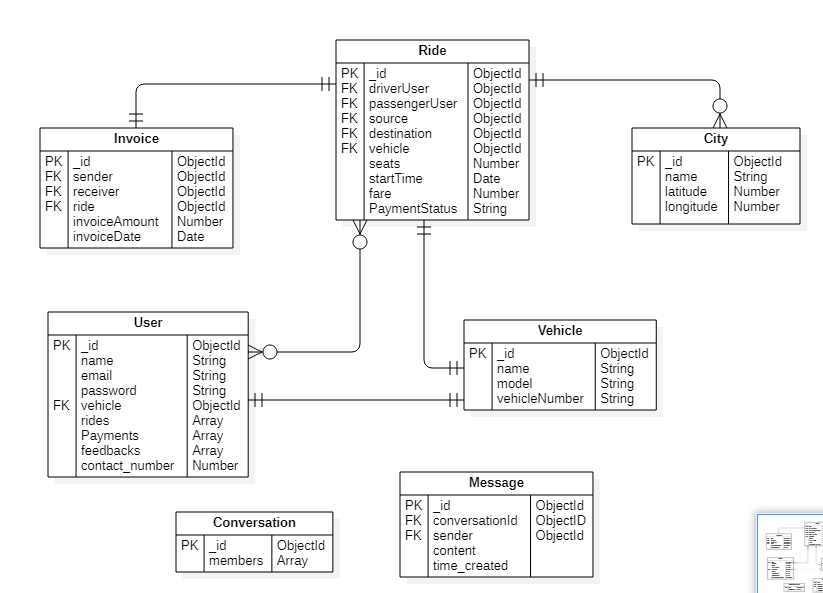 Ride
PK _id ObjectId
FK driverUser ObjectId
FK passengerUser ObjectId
FK source ObjectId
FK destination ObjectId
FK vehicle ObjectId
seats Number
startTime Date
fare Number
PaymentStatus String
Invoice
PK _id ObjectId
FK sender ObjectId
FK receiver ObjectId
FK ride ObjectId
invoiceAmount Number
invoiceDate Date
City
PK _id ObjectId
name String
latitude Number
longitude Number
User
PK _id ObjectId
name String
email String
password String
FK vehicle ObjectId
rides Array
Payments Array
feedbacks Array
contact_number Number
Vehicle
PK _id ObjectId
name String
model String
vehicleNumber String
Message
PK _id ObjectId
FK conversationId ObjectID
FK sender ObjectId
content
time_created
Conversation
PK _id ObjectId
members Array